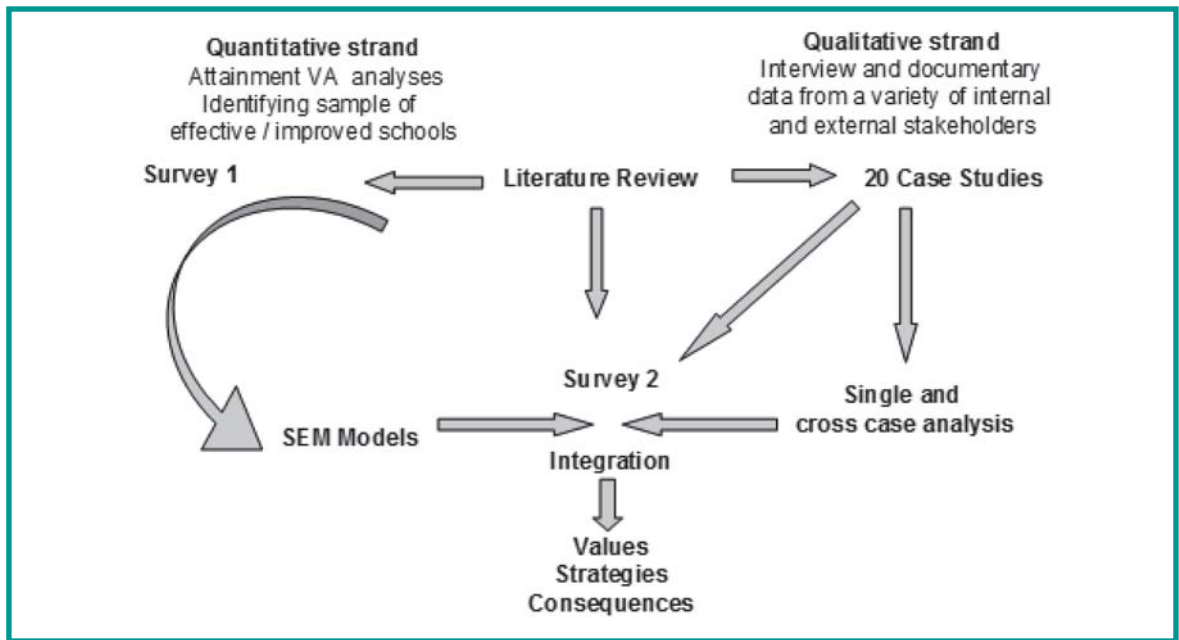 Quantitative strand
Attainment VA analyses
Identifying sample of
effective / improved schools
Qualitative strand
Interview and documentary
data from a variety of internal
and external stakeholders
Survey 1
Literature Review
20 Case Studies
Survey 2
Single and
cross case analysis
SEM Models
Integration
Values
Strategies
Consequences